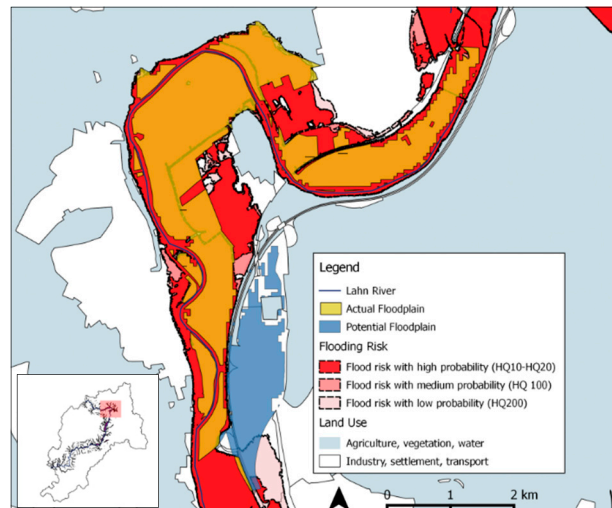 Legend
Lahn River
Actual Floodplain
Potential Floodplain
Flooding Risk
Flood risk with high probability (HQ10-HQ20)
Flood risk with medium probability (HQ 100)
Flood risk with low probability (HQ200)
Land Use
Agriculture, vegetation, water
Industry, settlement, transport
0 1 2 km